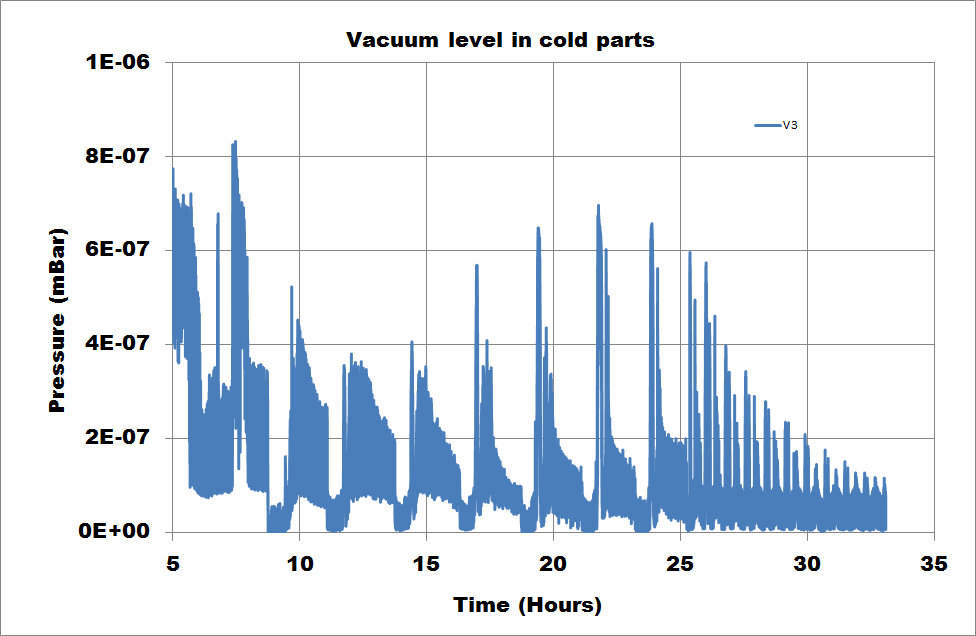 Vacuum level in cold parts
1E-06
8E-07
6E-07
4E-07
2E-07
0E+00
Pressure (mBar)
V3
5 10 15 20 25 30 35
Time (Hours)